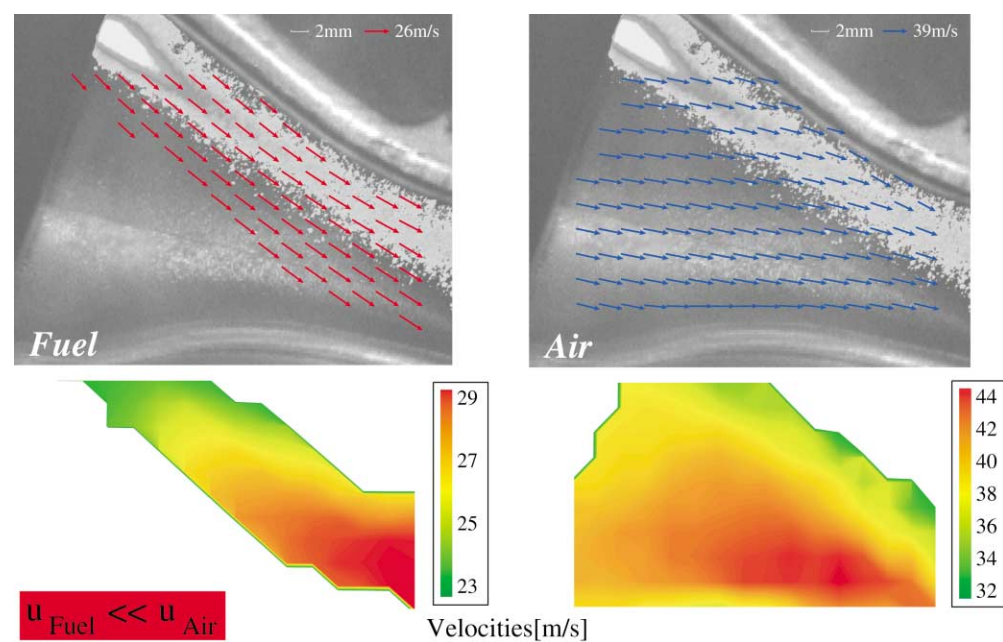 2mm 26m/s
2mm 39m/s
Fuel
Air
29
27
25
23
44
42
40
38
36
34
32
u Fuel << u Air
Velocities[m/s]